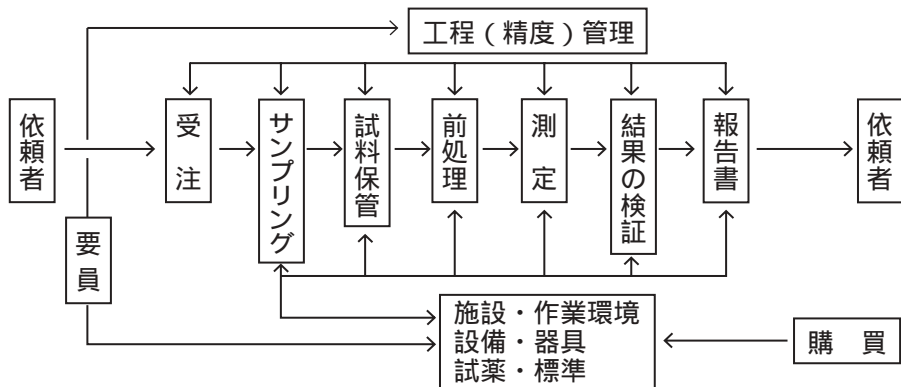 工程（精度）管理
依頼者
受注
サンプリング
試料保管
前処理
測定
結果の検証
報告書
依頼者
要員
施設・作業環境
設備・器具
試薬・標準
購買